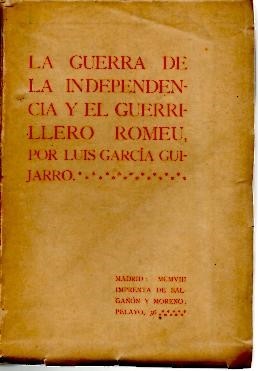 LA GUERRA DE
LA INDEPENDEN-
CIA Y EL GUERRI-
LLERO ROMEU,
POR LUIS GARCÍA GUI-
JARRO.
MADRID: MCMVIII
IMPRENTA DE SAL-
GAÑÓN Y MORENO:
PELAYO, 36